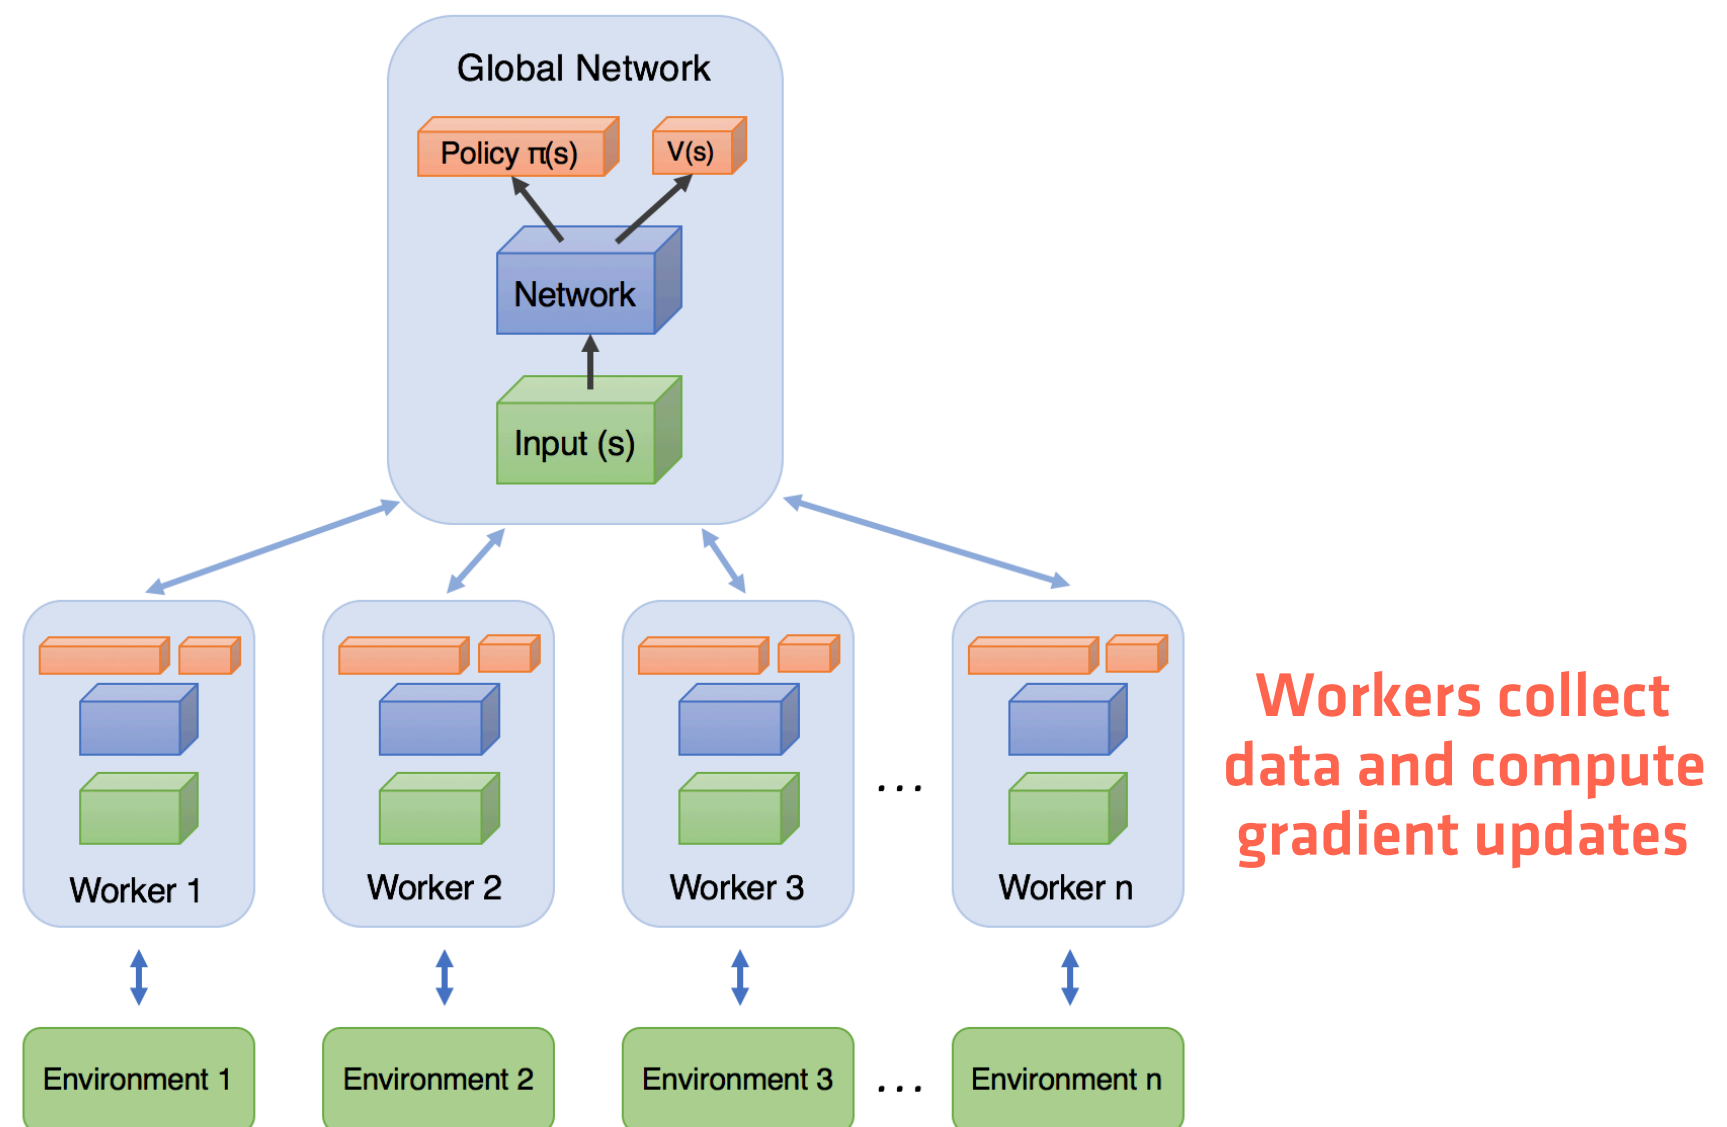 Global Network
Policy π(s)
V(s)
Network
Input (s)
Worker 1
Worker 2
Worker 3
...
Worker n
Workers collect
data and compute
gradient updates
Environment 1
Environment 2
Environment 3
...
Environment n